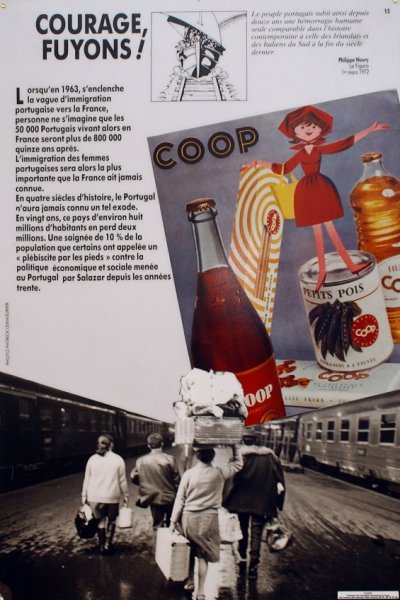 COURAGE,
FUYONS !
Le peuple portugais subit ainsi depuis
douze ans une hémorragie humaine
seule comparable dans l'histoire
contemporaine à celle des Irlandais et
des Italiens du Sud à la fin du siècle
dernier.
Philippe Nourry
Le Figaro
1er mars 1972
15
Lorsqu'en 1963, s'enclenche
la vague d'immigration
portugaise vers la France,
personne ne s'imagine que les
50 000 Portugais vivant alors en
France seront plus de 800 000
quinze ans après.
L'immigration des femmes
portugaises sera alors la plus
importante que la France ait jamais
connue.
En quatre siècles d'histoire, le Portugal
n'aura jamais connu un tel exode.
En vingt ans, ce pays d'environ huit
millions d'habitants en perd deux
millions. Une saignée de 10 % de la
population que certains ont appelée un
« plébiscite par les pieds » contre la
politique économique et sociale menée
au Portugal par Salazar depuis les années
trente.
COOP
PETITS POIS
COOP
COOP
PHOTO PATRICK LEMASURIER